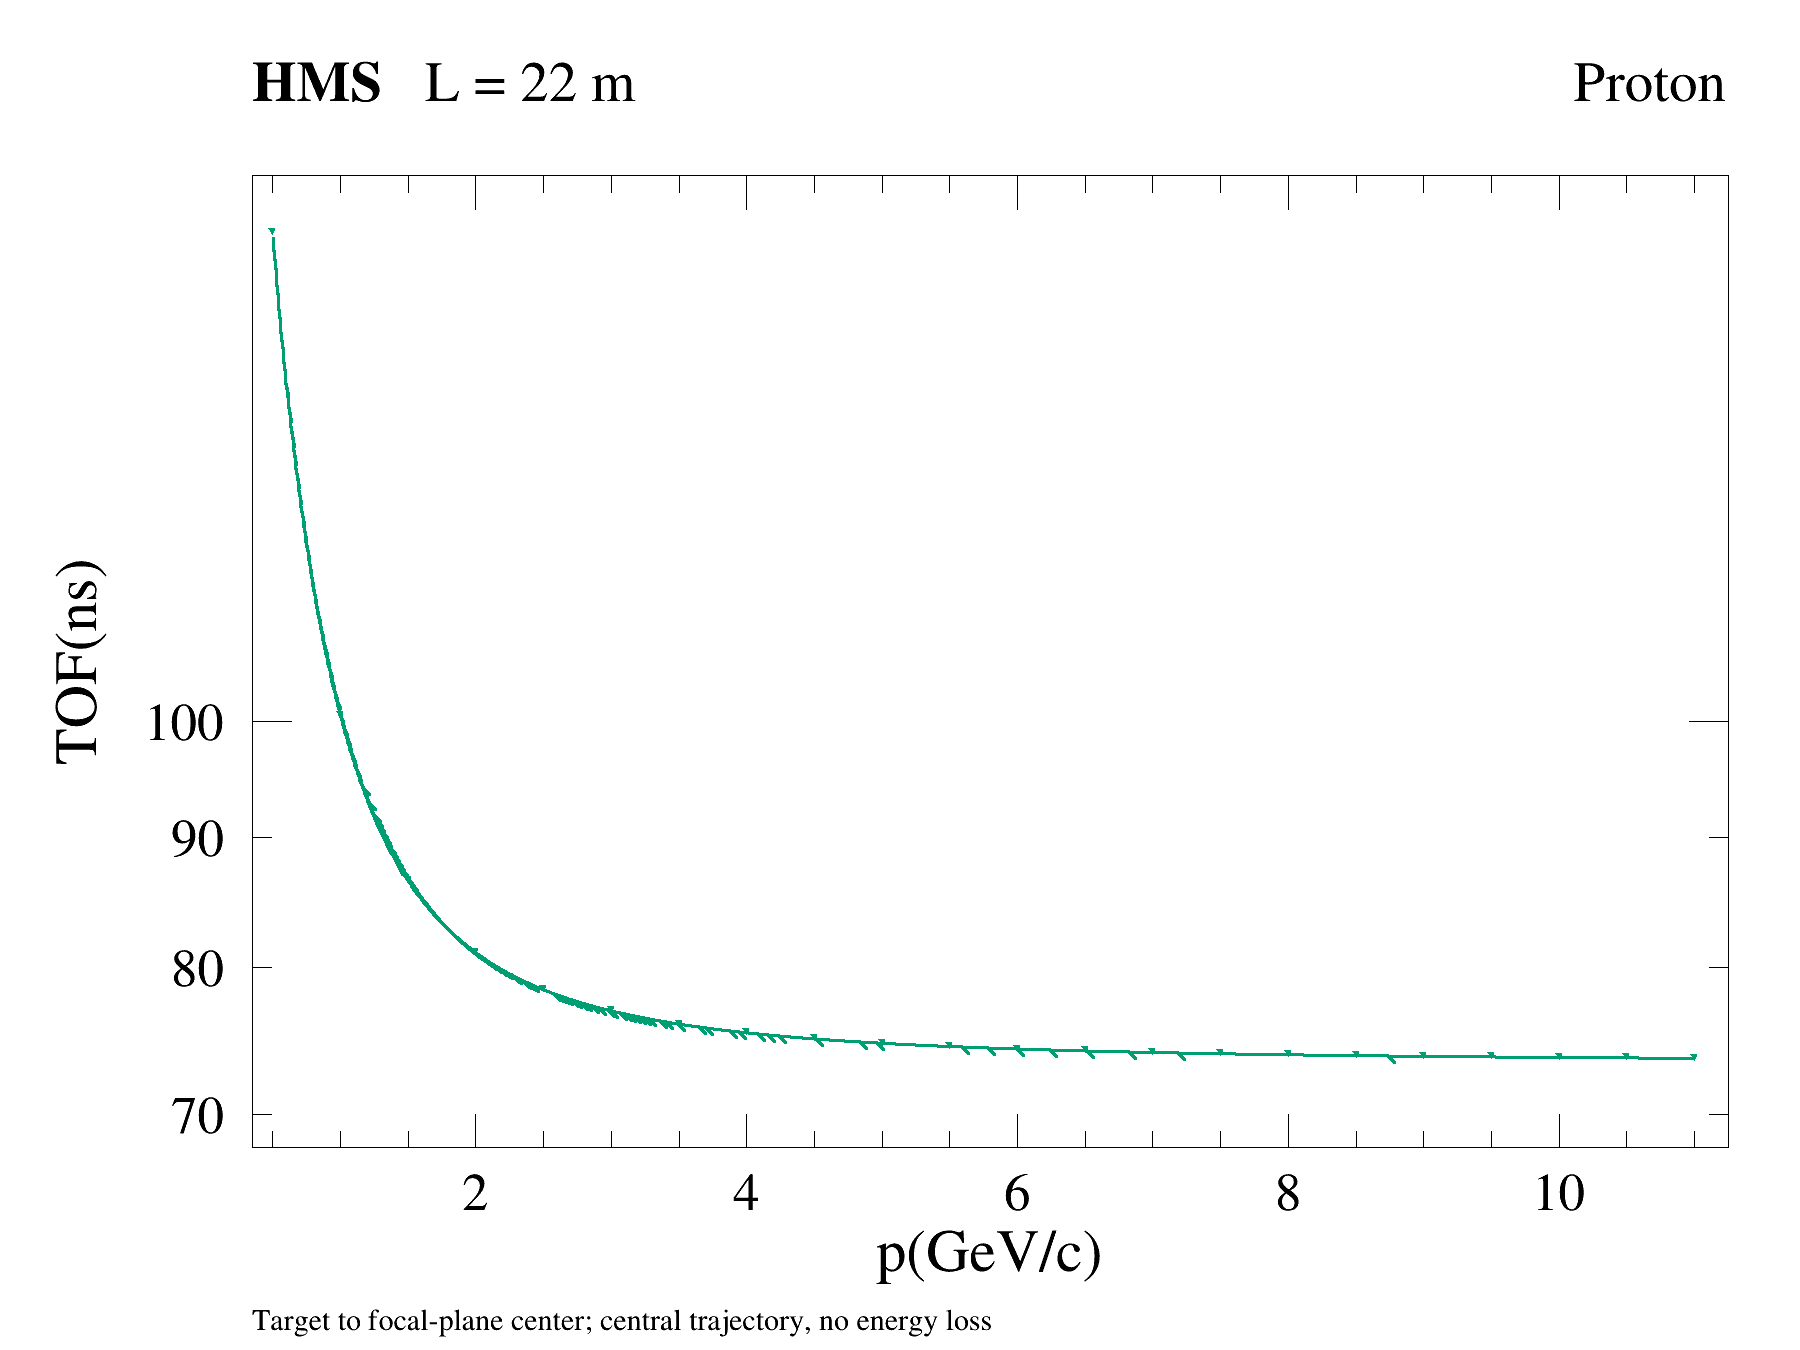 HMS L = 22 m
Proton
TOF(ns)
100
90
80
70
2 4 6 8 10
p(GeV/c)
Target to focal-plane center; central trajectory, no energy loss